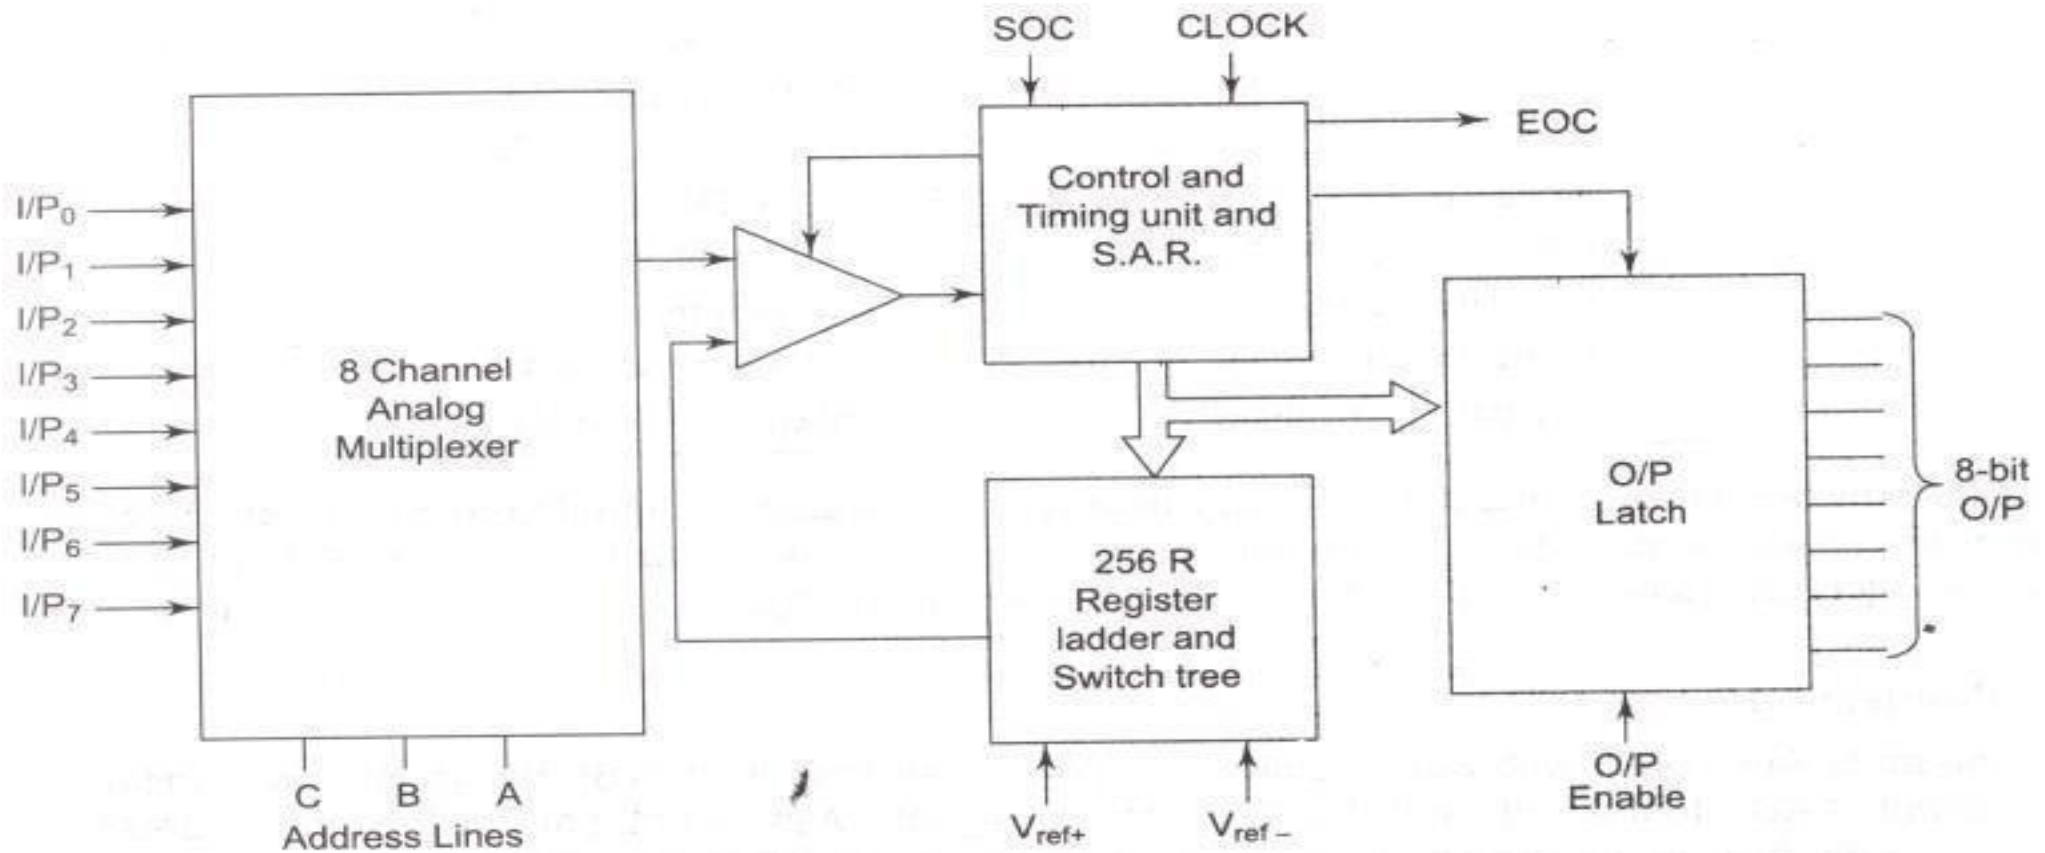 SOC
CLOCK
EOC
Control and
Timing unit and
S.A.R.
I/P0
I/P1
I/P2
I/P3
I/P4
I/P5
I/P6
I/P7
8 Channel
Analog
Multiplexer
O/P
Latch
8-bit
O/P
256 R
Register
ladder and
Switch tree
C B A
Address Lines
Vref+
Vref –
O/P
Enable